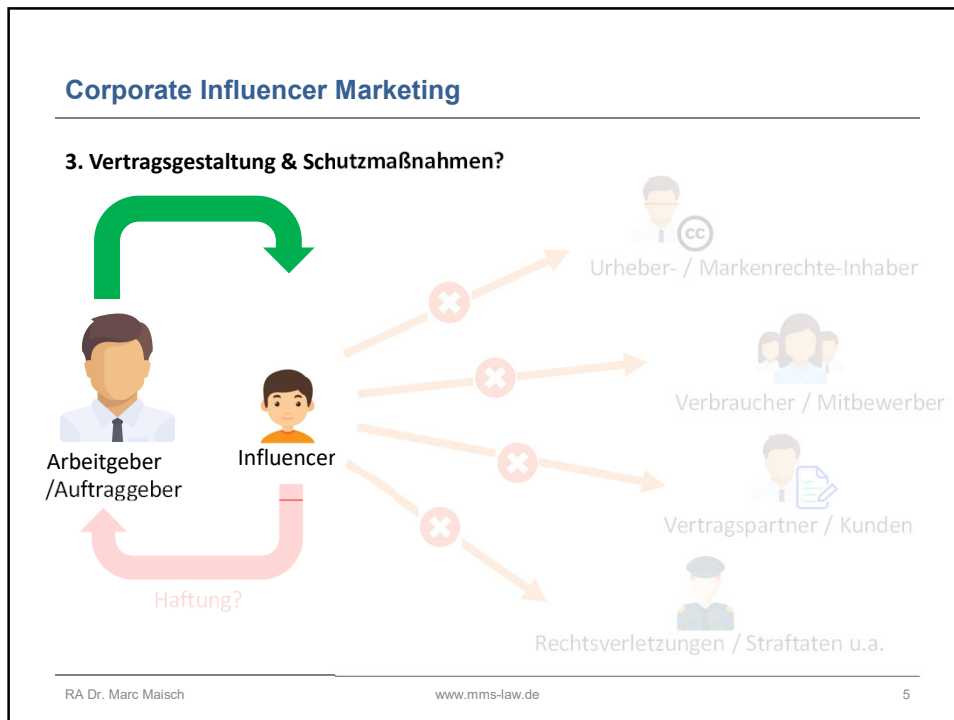 Corporate Influencer Marketing
3. Vertragsgestaltung & Schutzmaßnahmen?
cc
Urheber- / Markenrechte-Inhaber
Verbraucher / Mitbewerber
Arbeitgeber
/Auftraggeber
Influencer
Vertragspartner / Kunden
Haftung?
Rechtsverletzungen / Straftaten u.a.
RA Dr. Marc Maisch
www.mms-law.de
5